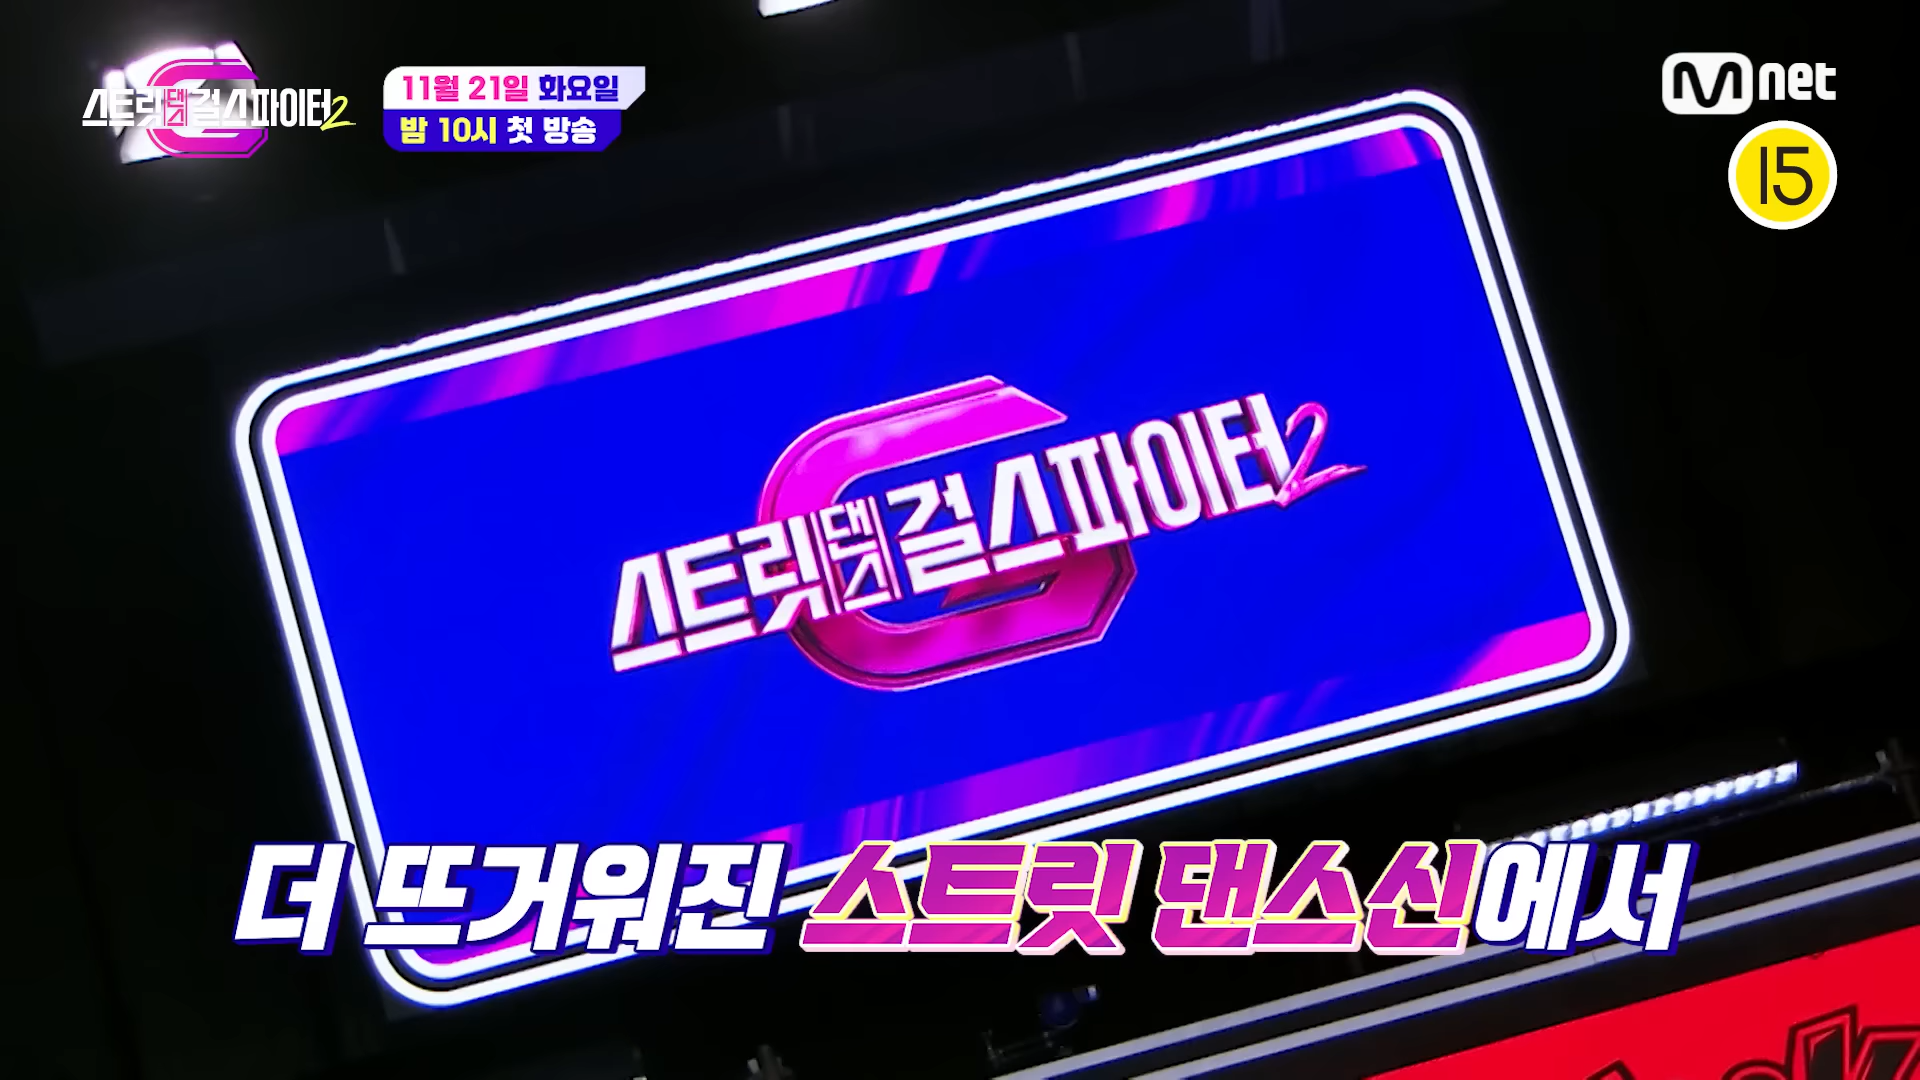 스트릿댄스걸스파이터2
11월 21일 화요일
밤 10시 첫 방송
Mnet
15
스트릿댄스걸스파이터2
더 뜨거워진 스트릿 댄스신에서